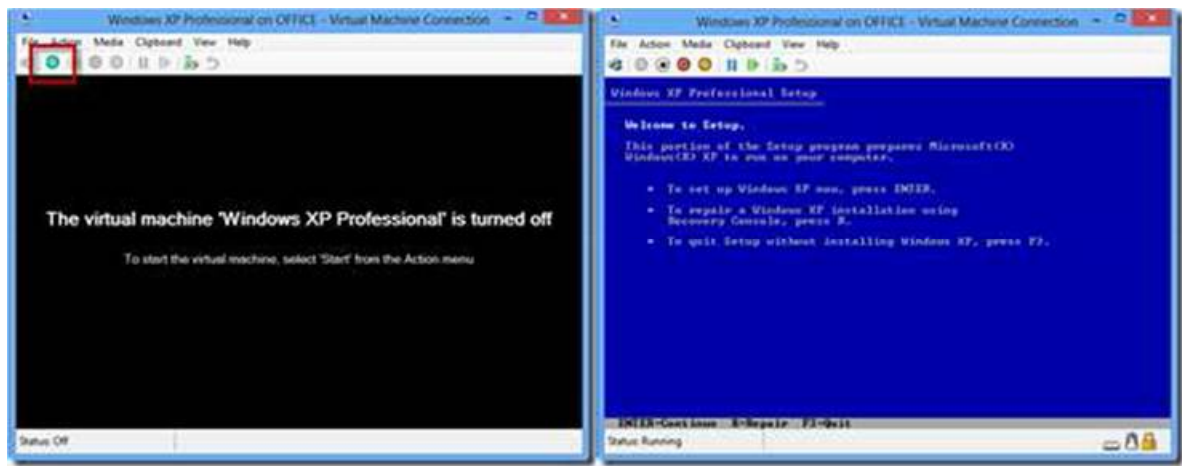 Windows XP Professional on OFFICE - Virtual Machine Connection
File Action Media Clipboard View Help
The virtual machine 'Windows XP Professional' is turned off
To start the virtual machine, select 'Start' from the Action menu
Status: Off
Windows XP Professional on OFFICE - Virtual Machine Connection
File Action Media Clipboard View Help
Windows XP Professional Setup
Welcome to Setup.
This portion of the Setup program prepares Microsoft(R)
Windows(R) XP to run on your computer.
• To set up Windows XP now, press ENTER.
• To repair a Windows XP installation using
Recovery Console, press R.
• To quit Setup without installing Windows XP, press F3.
ENTER=Continue R=Repair F3=Quit
Status: Running